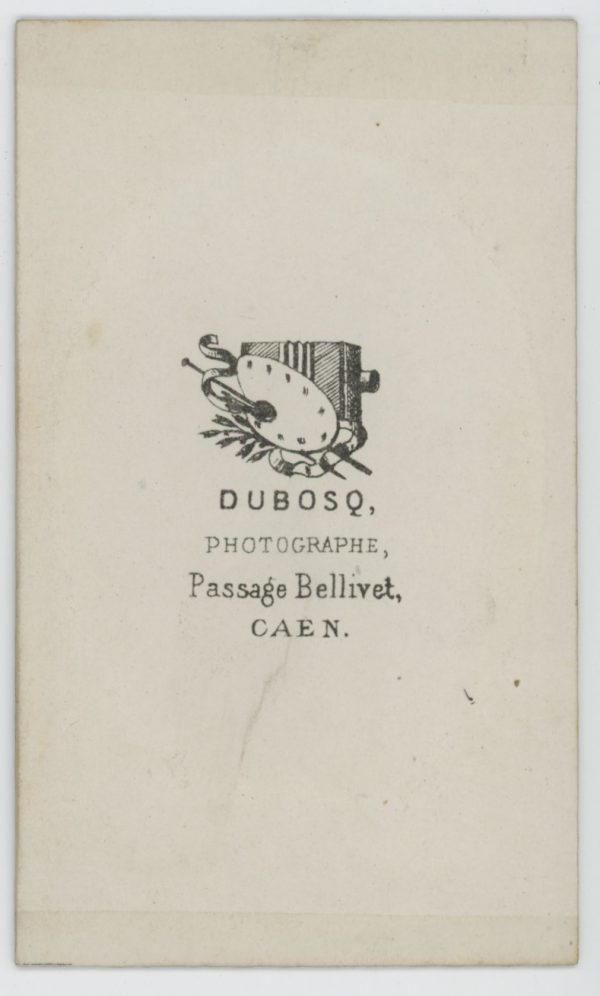 DUBOSQ,
PHOTOGRAPHE,
Passage Bellivet,
CAEN.